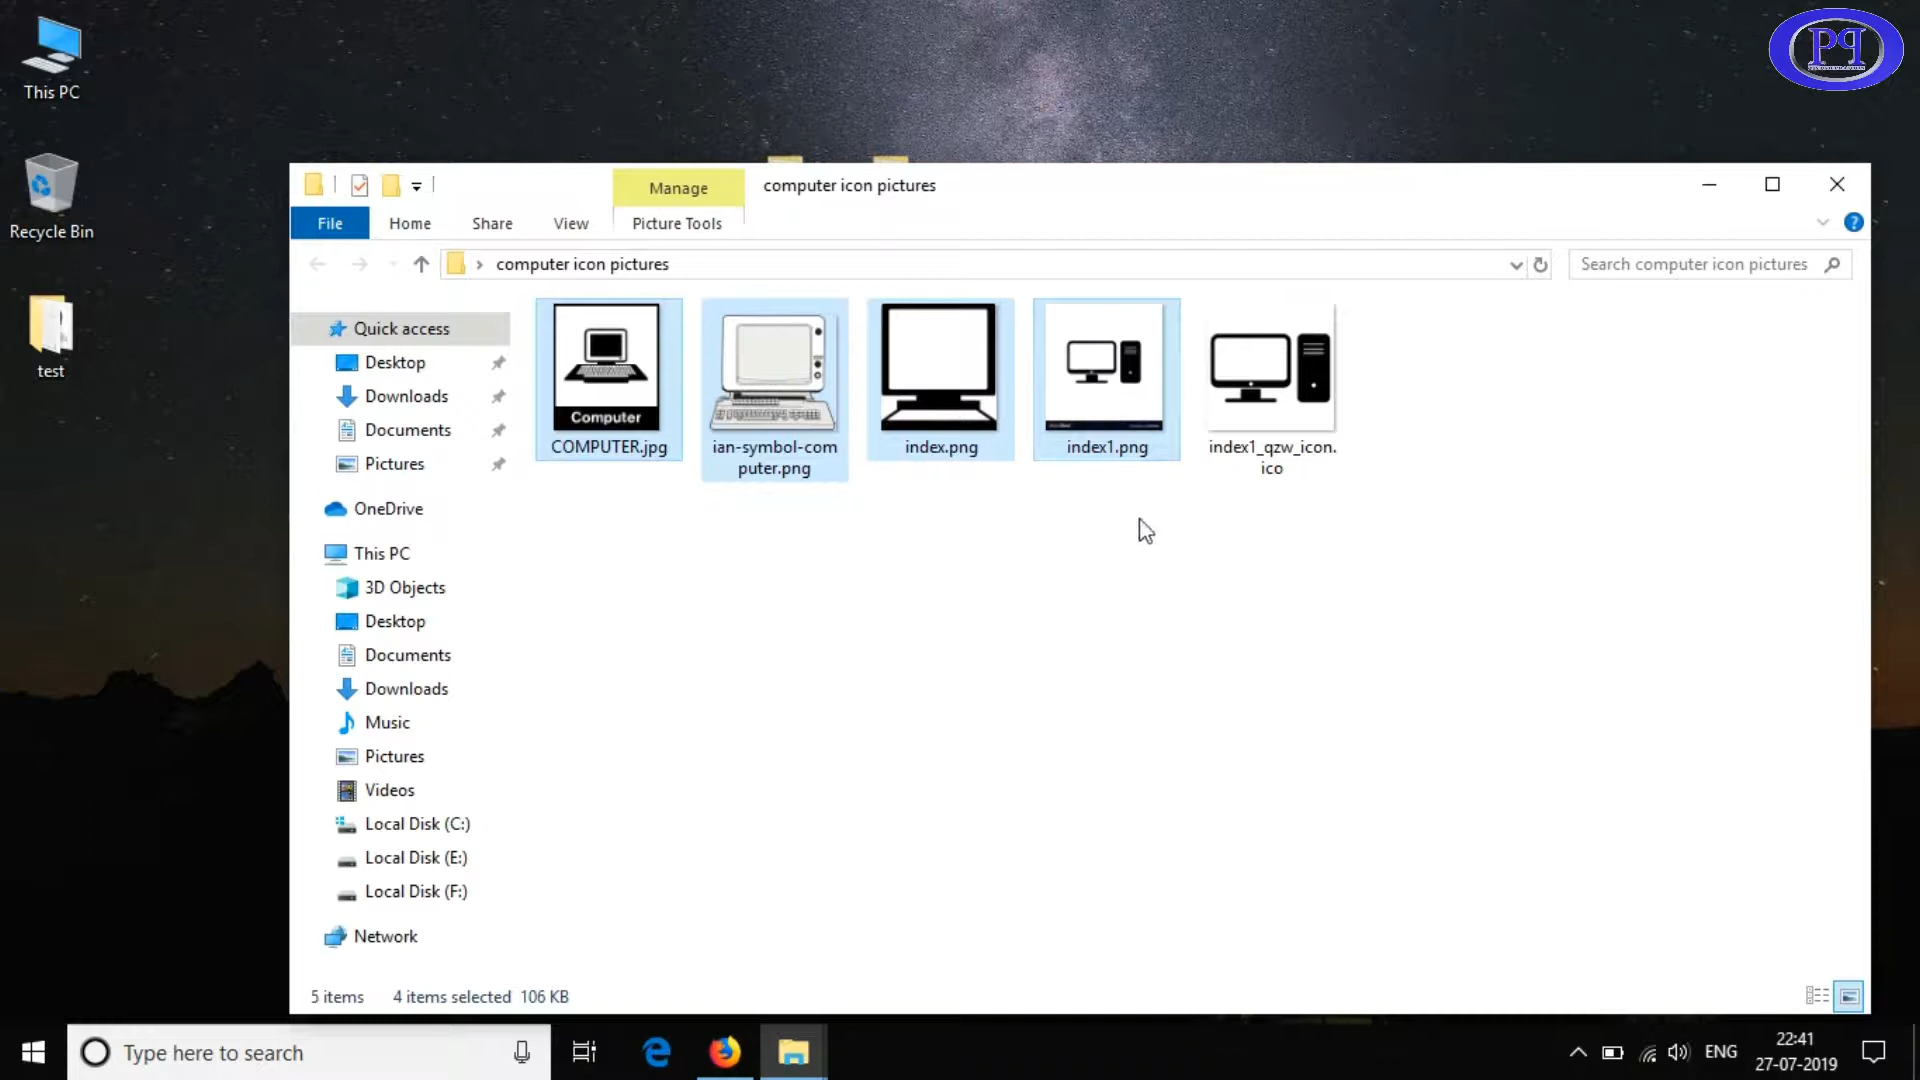 This PC
Recycle Bin
test
Pq
Manage
computer icon pictures
File
Home
Share
View
Picture Tools
computer icon pictures
Search computer icon pictures
Quick access
Desktop
Downloads
Documents
Pictures
OneDrive
This PC
3D Objects
Desktop
Documents
Downloads
Music
Pictures
Videos
Local Disk (C:)
Local Disk (E:)
Local Disk (F:)
Network
Computer
COMPUTER.jpg
ian-symbol-com
puter.png
index.png
index1.png
index1_qzw_icon.
ico
5 items
4 items selected 106 KB
Type here to search
ENG
22:41
27-07-2019